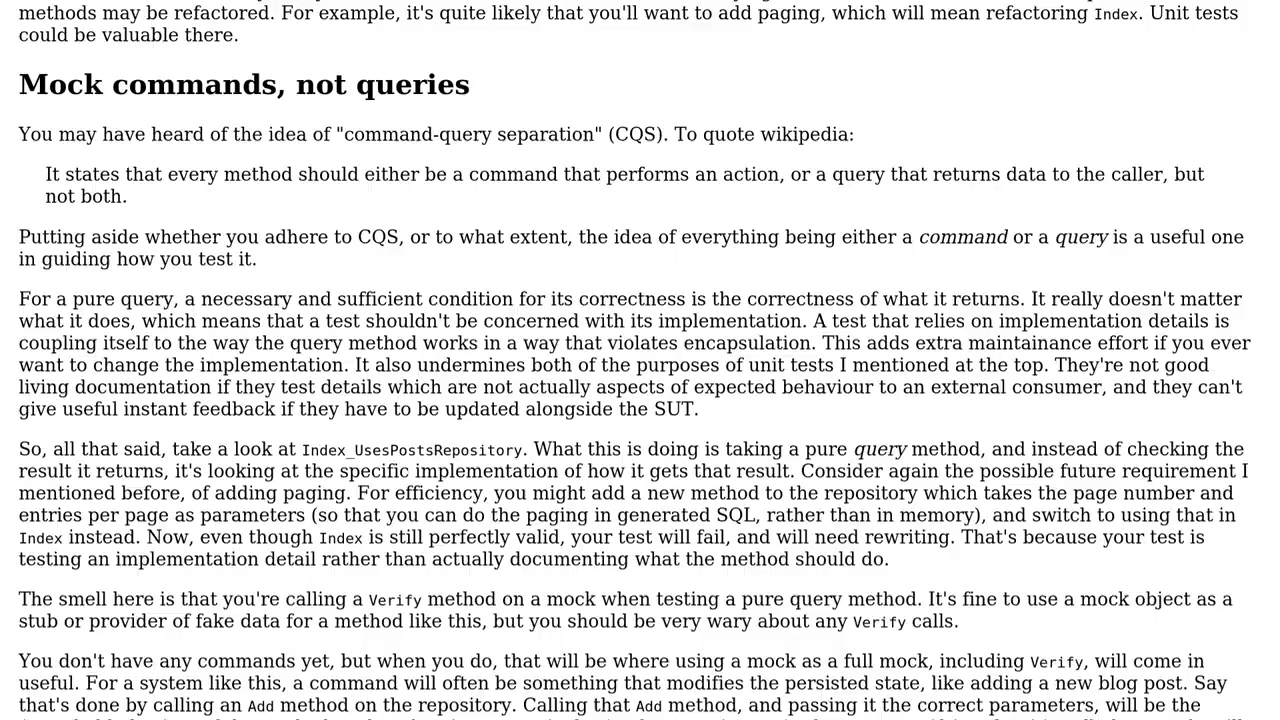 methods may be refactored. For example, it's quite likely that you'll want to add paging, which will mean refactoring Index. Unit tests
could be valuable there.
Mock commands, not queries
You may have heard of the idea of "command-query separation" (CQS). To quote wikipedia:
It states that every method should either be a command that performs an action, or a query that returns data to the caller, but
not both.
Putting aside whether you adhere to CQS, or to what extent, the idea of everything being either a command or a query is a useful one
in guiding how you test it.
For a pure query, a necessary and sufficient condition for its correctness is the correctness of what it returns. It really doesn't matter
what it does, which means that a test shouldn't be concerned with its implementation. A test that relies on implementation details is
coupling itself to the way the query method works in a way that violates encapsulation. This adds extra maintainance effort if you ever
want to change the implementation. It also undermines both of the purposes of unit tests I mentioned at the top. They're not good
living documentation if they test details which are not actually aspects of expected behaviour to an external consumer, and they can't
give useful instant feedback if they have to be updated alongside the SUT.
So, all that said, take a look at Index_UsesPostsRepository. What this is doing is taking a pure query method, and instead of checking the
result it returns, it's looking at the specific implementation of how it gets that result. Consider again the possible future requirement I
mentioned before, of adding paging. For efficiency, you might add a new method to the repository which takes the page number and
entries per page as parameters (so that you can do the paging in generated SQL, rather than in memory), and switch to using that in
Index instead. Now, even though Index is still perfectly valid, your test will fail, and will need rewriting. That's because your test is
testing an implementation detail rather than actually documenting what the method should do.
The smell here is that you're calling a Verify method on a mock when testing a pure query method. It's fine to use a mock object as a
stub or provider of fake data for a method like this, but you should be very wary about any Verify calls.
You don't have any commands yet, but when you do, that will be where using a mock as a full mock, including Verify, will come in
useful. For a system like this, a command will often be something that modifies the persisted state, like adding a new blog post. Say
that's done by calling an Add method on the repository. Calling that Add method, and passing it the correct parameters, will be the